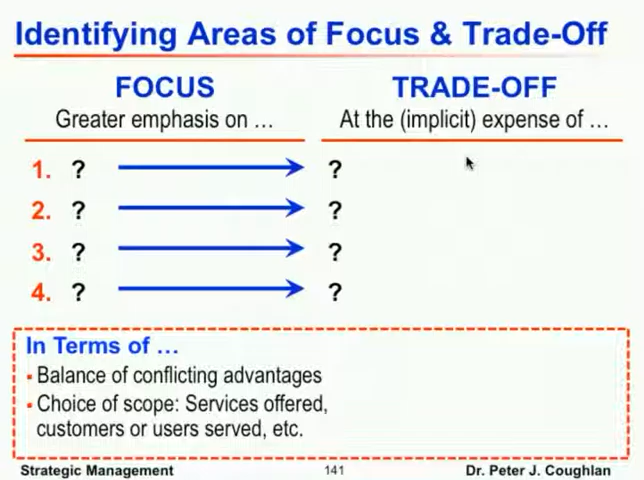 Identifying Areas of Focus & Trade-Off
FOCUS
Greater emphasis on …
TRADE-OFF
At the (implicit) expense of …
1. ? ?
2. ? ?
3. ? ?
4. ? ?
In Terms of …
▪ Balance of conflicting advantages
▪ Choice of scope: Services offered,
customers or users served, etc.
Strategic Management 141 Dr. Peter J. Coughlan